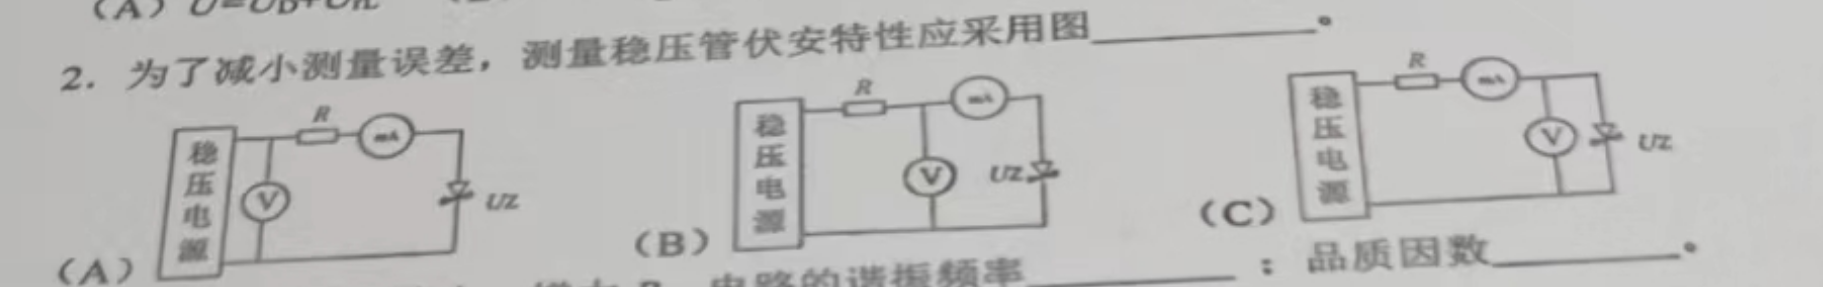 (A) U=U
2. 为了减小测量误差，测量稳压管伏安特性应采用图________。
R
mA
稳压电源
V
UZ
(A)
R
mA
稳压电源
V
UZ
(B)
R
mA
稳压电源
V
UZ
(C)
电路的谐振频率________；品质因数________。